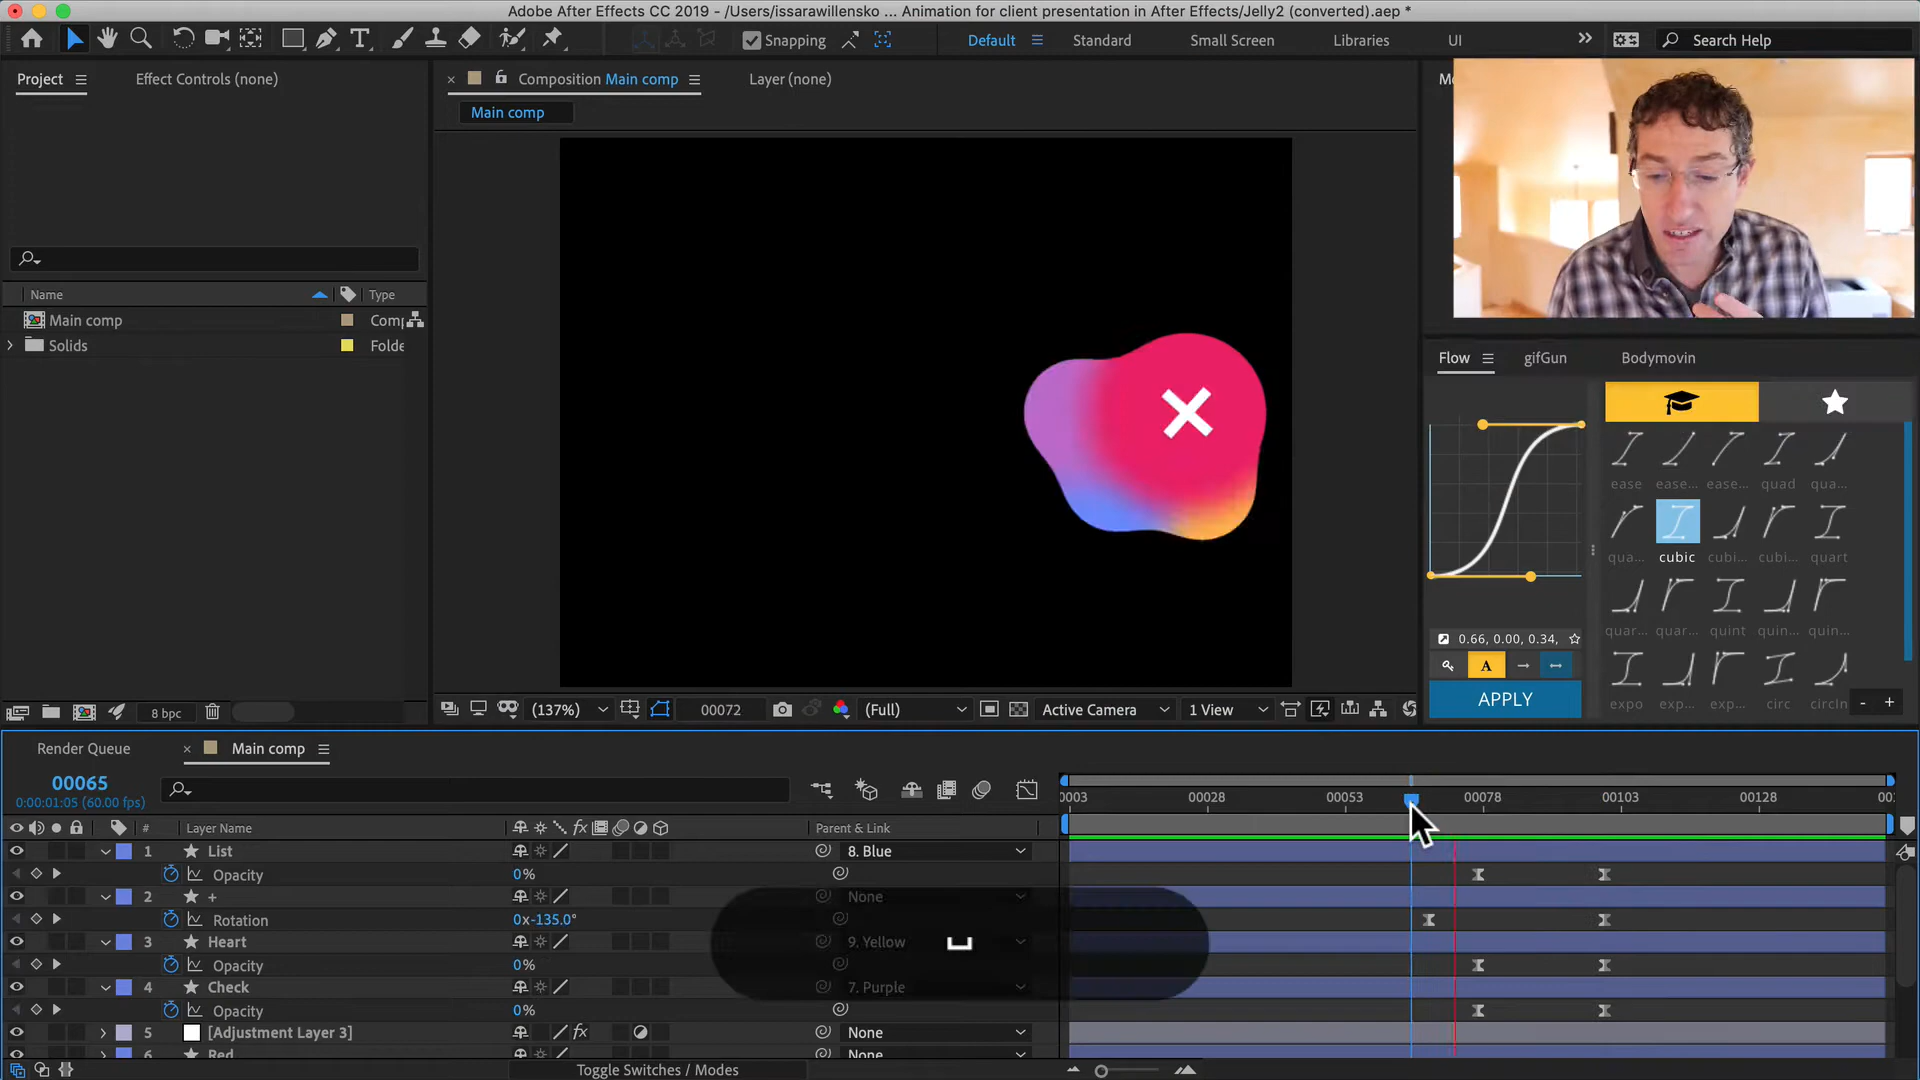 Adobe After Effects CC 2019 - /Users/issarawillensko ... Animation for client presentation in After Effects/Jelly2 (converted).aep *
Snapping
Default
Standard
Small Screen
Libraries
UI
Search Help
Project
Effect Controls (none)
Composition Main comp
Layer (none)
Main comp
Name
Type
Main comp
Comp
Solids
Folde
Flow
gifGun
Bodymovin
ease
ease...
ease...
quad
qua...
qua...
cubic
cubi...
cubi...
quart
quar...
quar...
quint
quin...
quin...
expo
exp...
exp...
circ
circIn
0.66, 0.00, 0.34,
A
APPLY
- +
8 bpc
(137%)
00072
(Full)
Active Camera
1 View
Render Queue
Main comp
00065
0:00:01:05 (60.00 fps)
0003
00028
00053
00078
00103
00128
# Layer Name
fx
Parent & Link
1 List
8. Blue
Opacity
0%
2 +
None
Rotation
0x-135.0°
3 Heart
9. Yellow
Opacity
0%
4 Check
7. Purple
Opacity
0%
5 [Adjustment Layer 3]
fx
None
6 Red
None
Toggle Switches / Modes